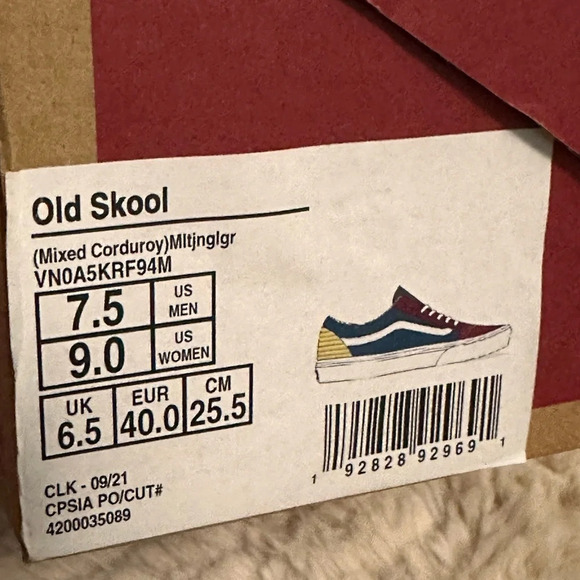 Old Skool
(Mixed Corduroy)Mltjnglgr
VN0A5KRF94M
7.5 US MEN
9.0 US WOMEN
UK EUR CM
6.5 40.0 25.5
CLK - 09/21
CPSIA PO/CUT#
4200035089
1 92828 92969 1